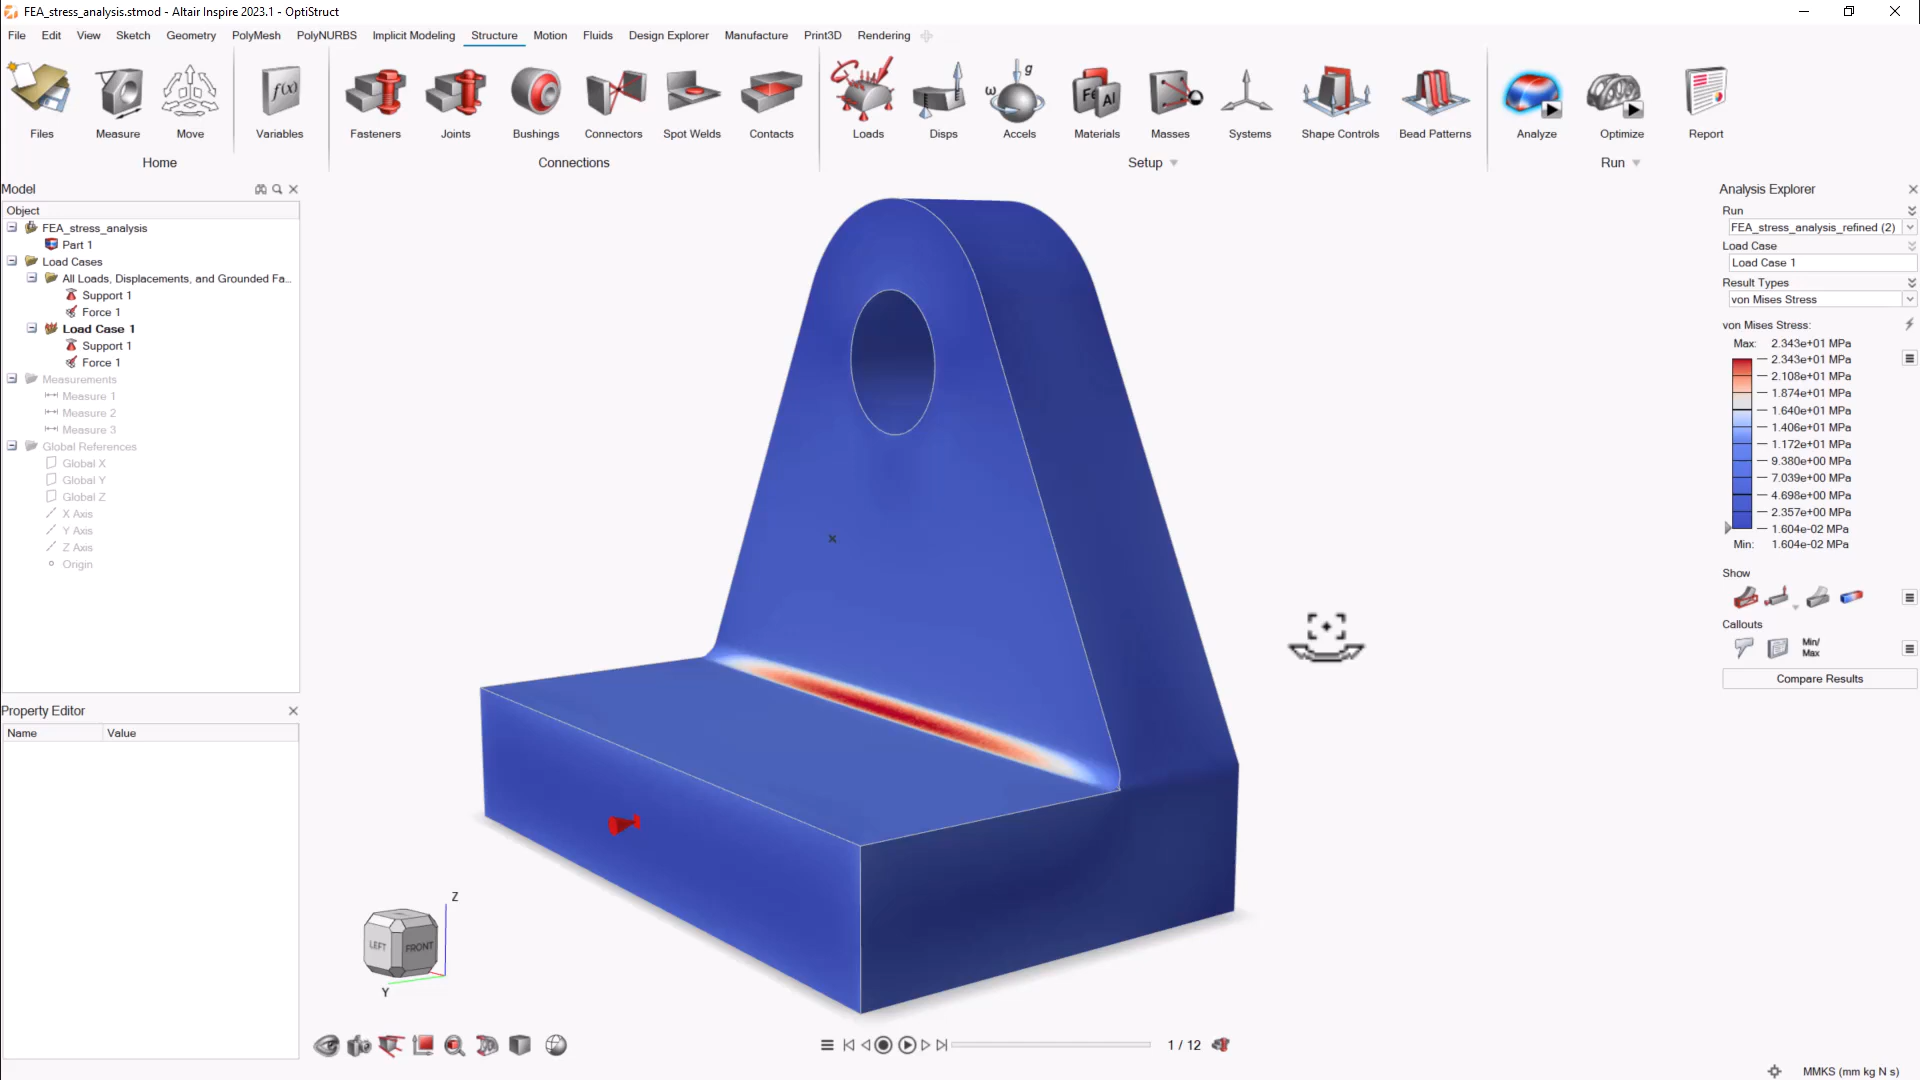 FEA_stress_analysis.stmod - Altair Inspire 2023.1 - OptiStruct
File Edit View Sketch Geometry PolyMesh PolyNURBS Implicit Modeling Structure Motion Fluids Design Explorer Manufacture Print3D Rendering
f(x) Fe Al ω g
Files Measure Move Variables Fasteners Joints Bushings Connectors Spot Welds Contacts Loads Disps Accels Materials Masses Systems Shape Controls Bead Patterns Analyze Optimize Report
Home Connections Setup Run
Model
Object
FEA_stress_analysis
Part 1
Load Cases
All Loads, Displacements, and Grounded Fa...
Support 1
Force 1
Load Case 1
Support 1
Force 1
Measurements
Measure 1
Measure 2
Measure 3
Global References
Global X
Global Y
Global Z
X Axis
Y Axis
Z Axis
Origin
Property Editor
Name Value
Z
LEFT FRONT
Y
1 / 12
Analysis Explorer
Run
FEA_stress_analysis_refined (2)
Load Case
Load Case 1
Result Types
von Mises Stress
von Mises Stress:
Max: 2.343e+01 MPa
2.343e+01 MPa
2.108e+01 MPa
1.874e+01 MPa
1.640e+01 MPa
1.406e+01 MPa
1.172e+01 MPa
9.380e+00 MPa
7.039e+00 MPa
4.698e+00 MPa
2.357e+00 MPa
1.604e-02 MPa
Min: 1.604e-02 MPa
Show
Callouts
Min/
Max
Compare Results
MMKS (mm kg N s)